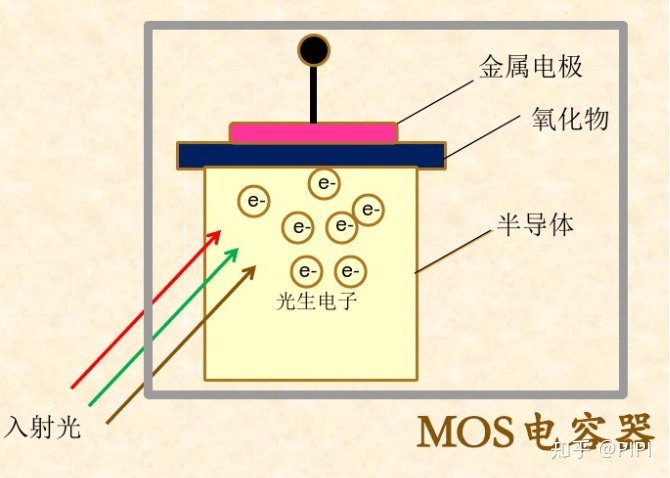 金属电极
氧化物
e-
e-
e-
e-
e-
半导体
e-
e-
光生电子
入射光
MOS电容器
知乎 @PIPI